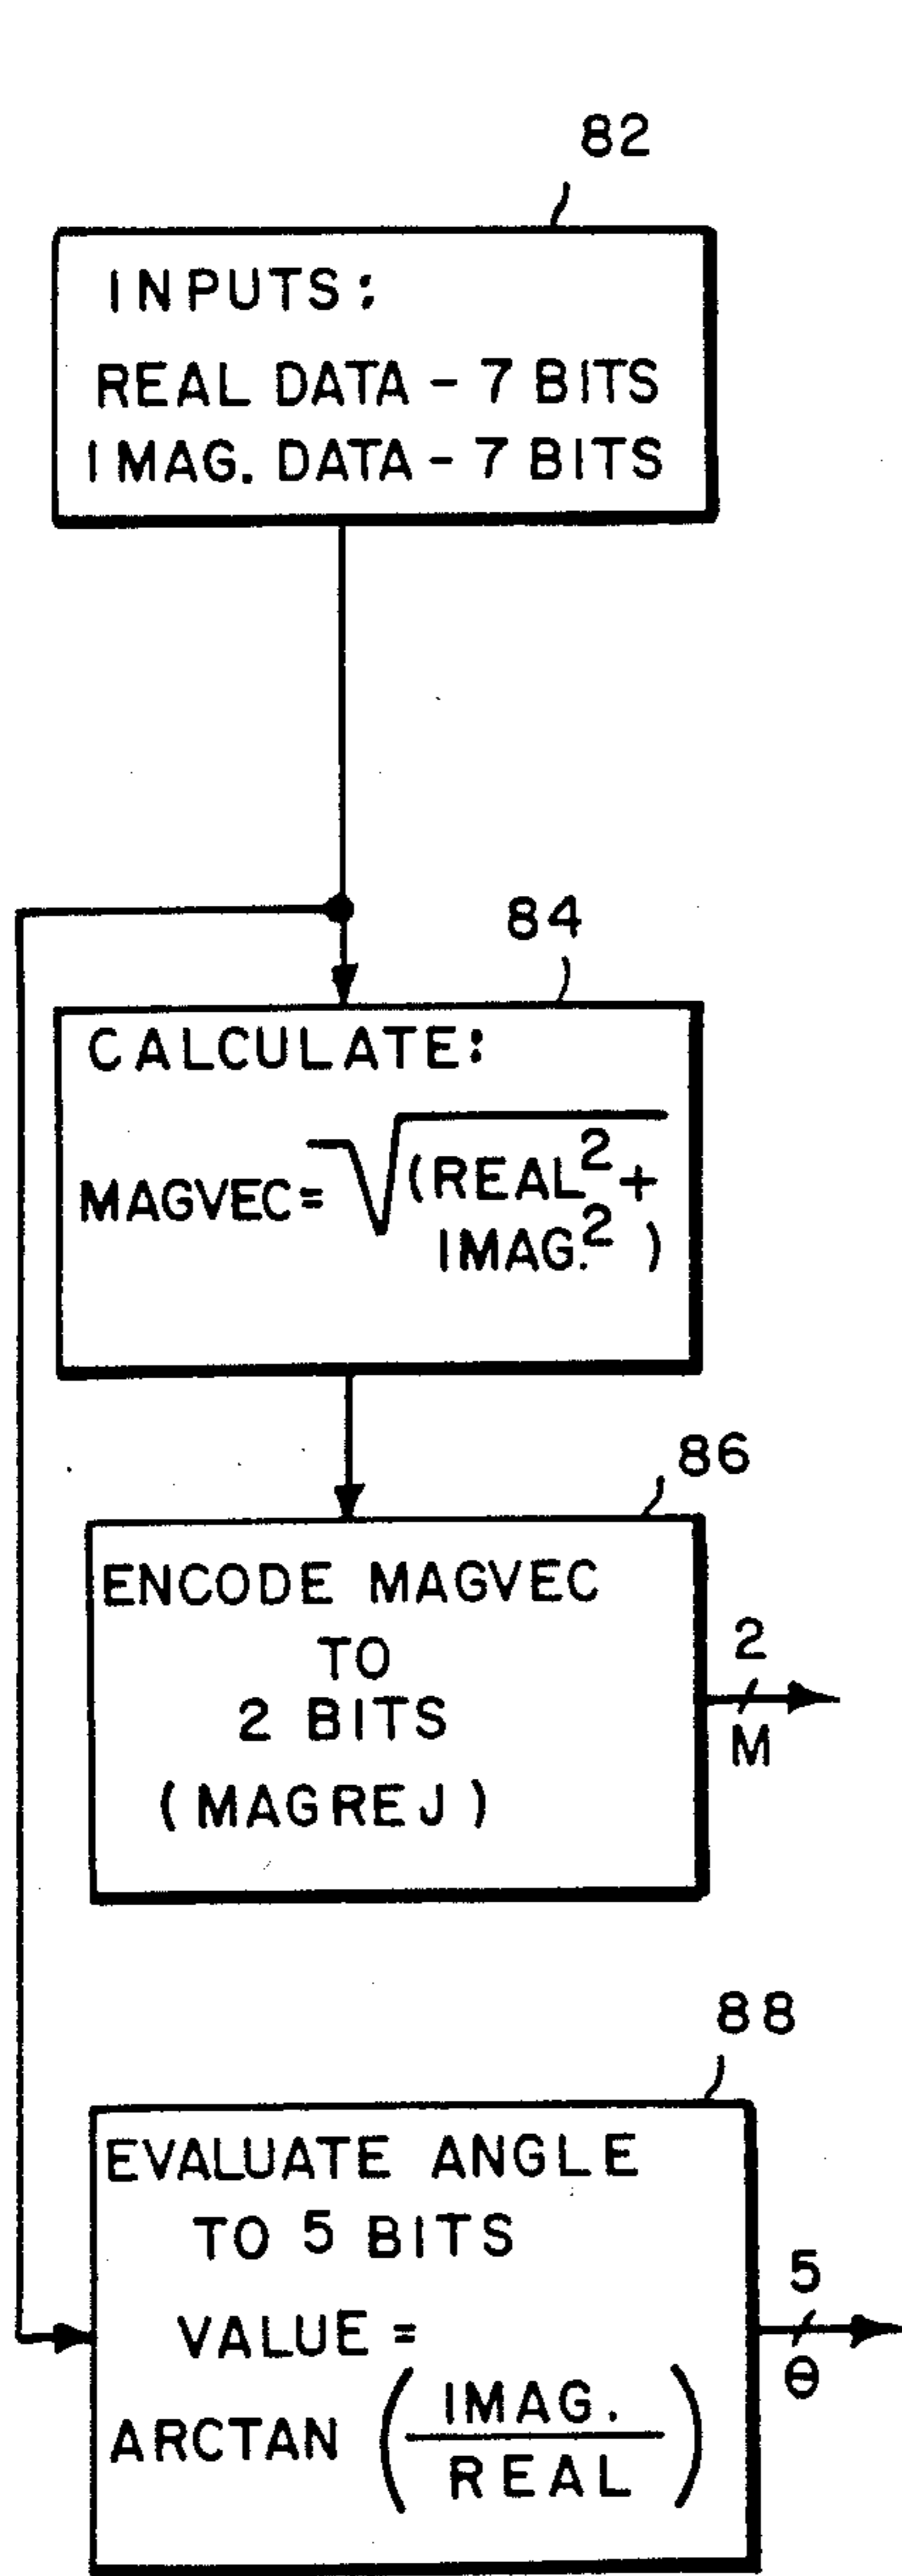 82
INPUTS:
REAL DATA - 7 BITS
IMAG. DATA - 7 BITS
84
CALCULATE:
MAGVEC = √(REAL² +
IMAG.²)
86
ENCODE MAGVEC
TO
2 BITS
(MAGREJ)
2
M
88
EVALUATE ANGLE
TO 5 BITS
VALUE =
ARCTAN (IMAG. / REAL)
5
Θ